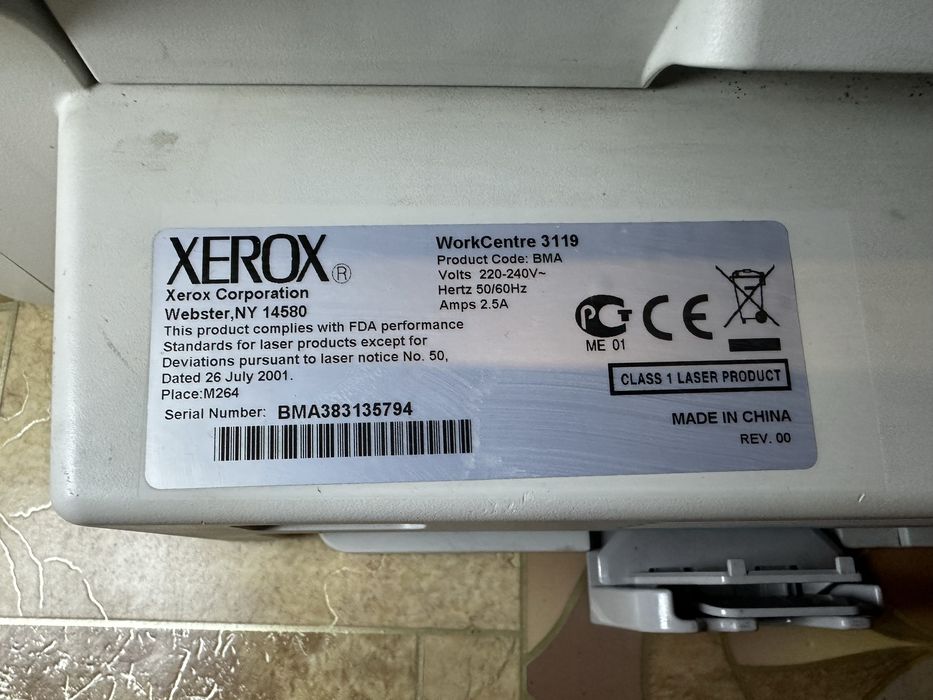 XEROX®
Xerox Corporation
Webster,NY 14580
This product complies with FDA performance
Standards for laser products except for
Deviations pursuant to laser notice No. 50,
Dated 26 July 2001.
Place:M264
Serial Number: BMA383135794
WorkCentre 3119
Product Code: BMA
Volts 220-240V~
Hertz 50/60Hz
Amps 2.5A
PCT CE
ME 01
CLASS 1 LASER PRODUCT
MADE IN CHINA
REV. 00